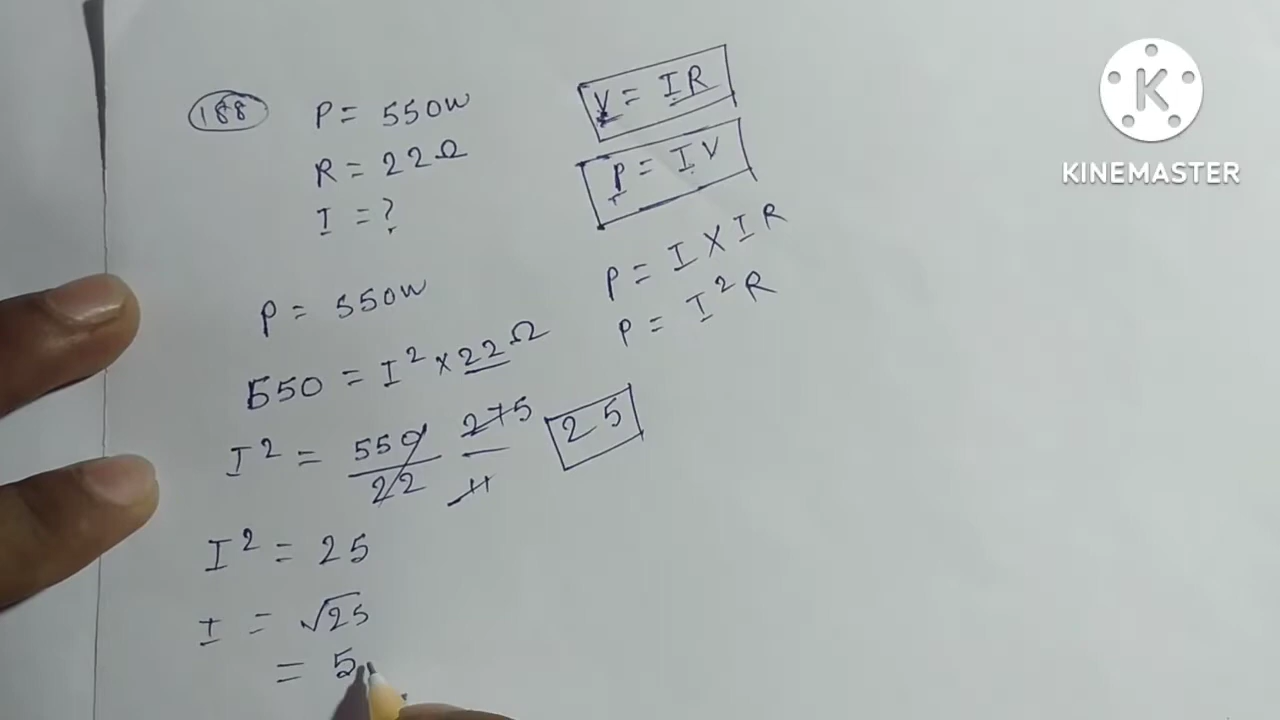 188
P = 550W
R = 22Ω
I = ?
V = IR
P = IV
P = I X I R
P = I² R
P = 550W
550 = I² × 22 Ω
I² = 550/22 275/11 25
I² = 25
I = √25
= 5
K
KINEMASTER